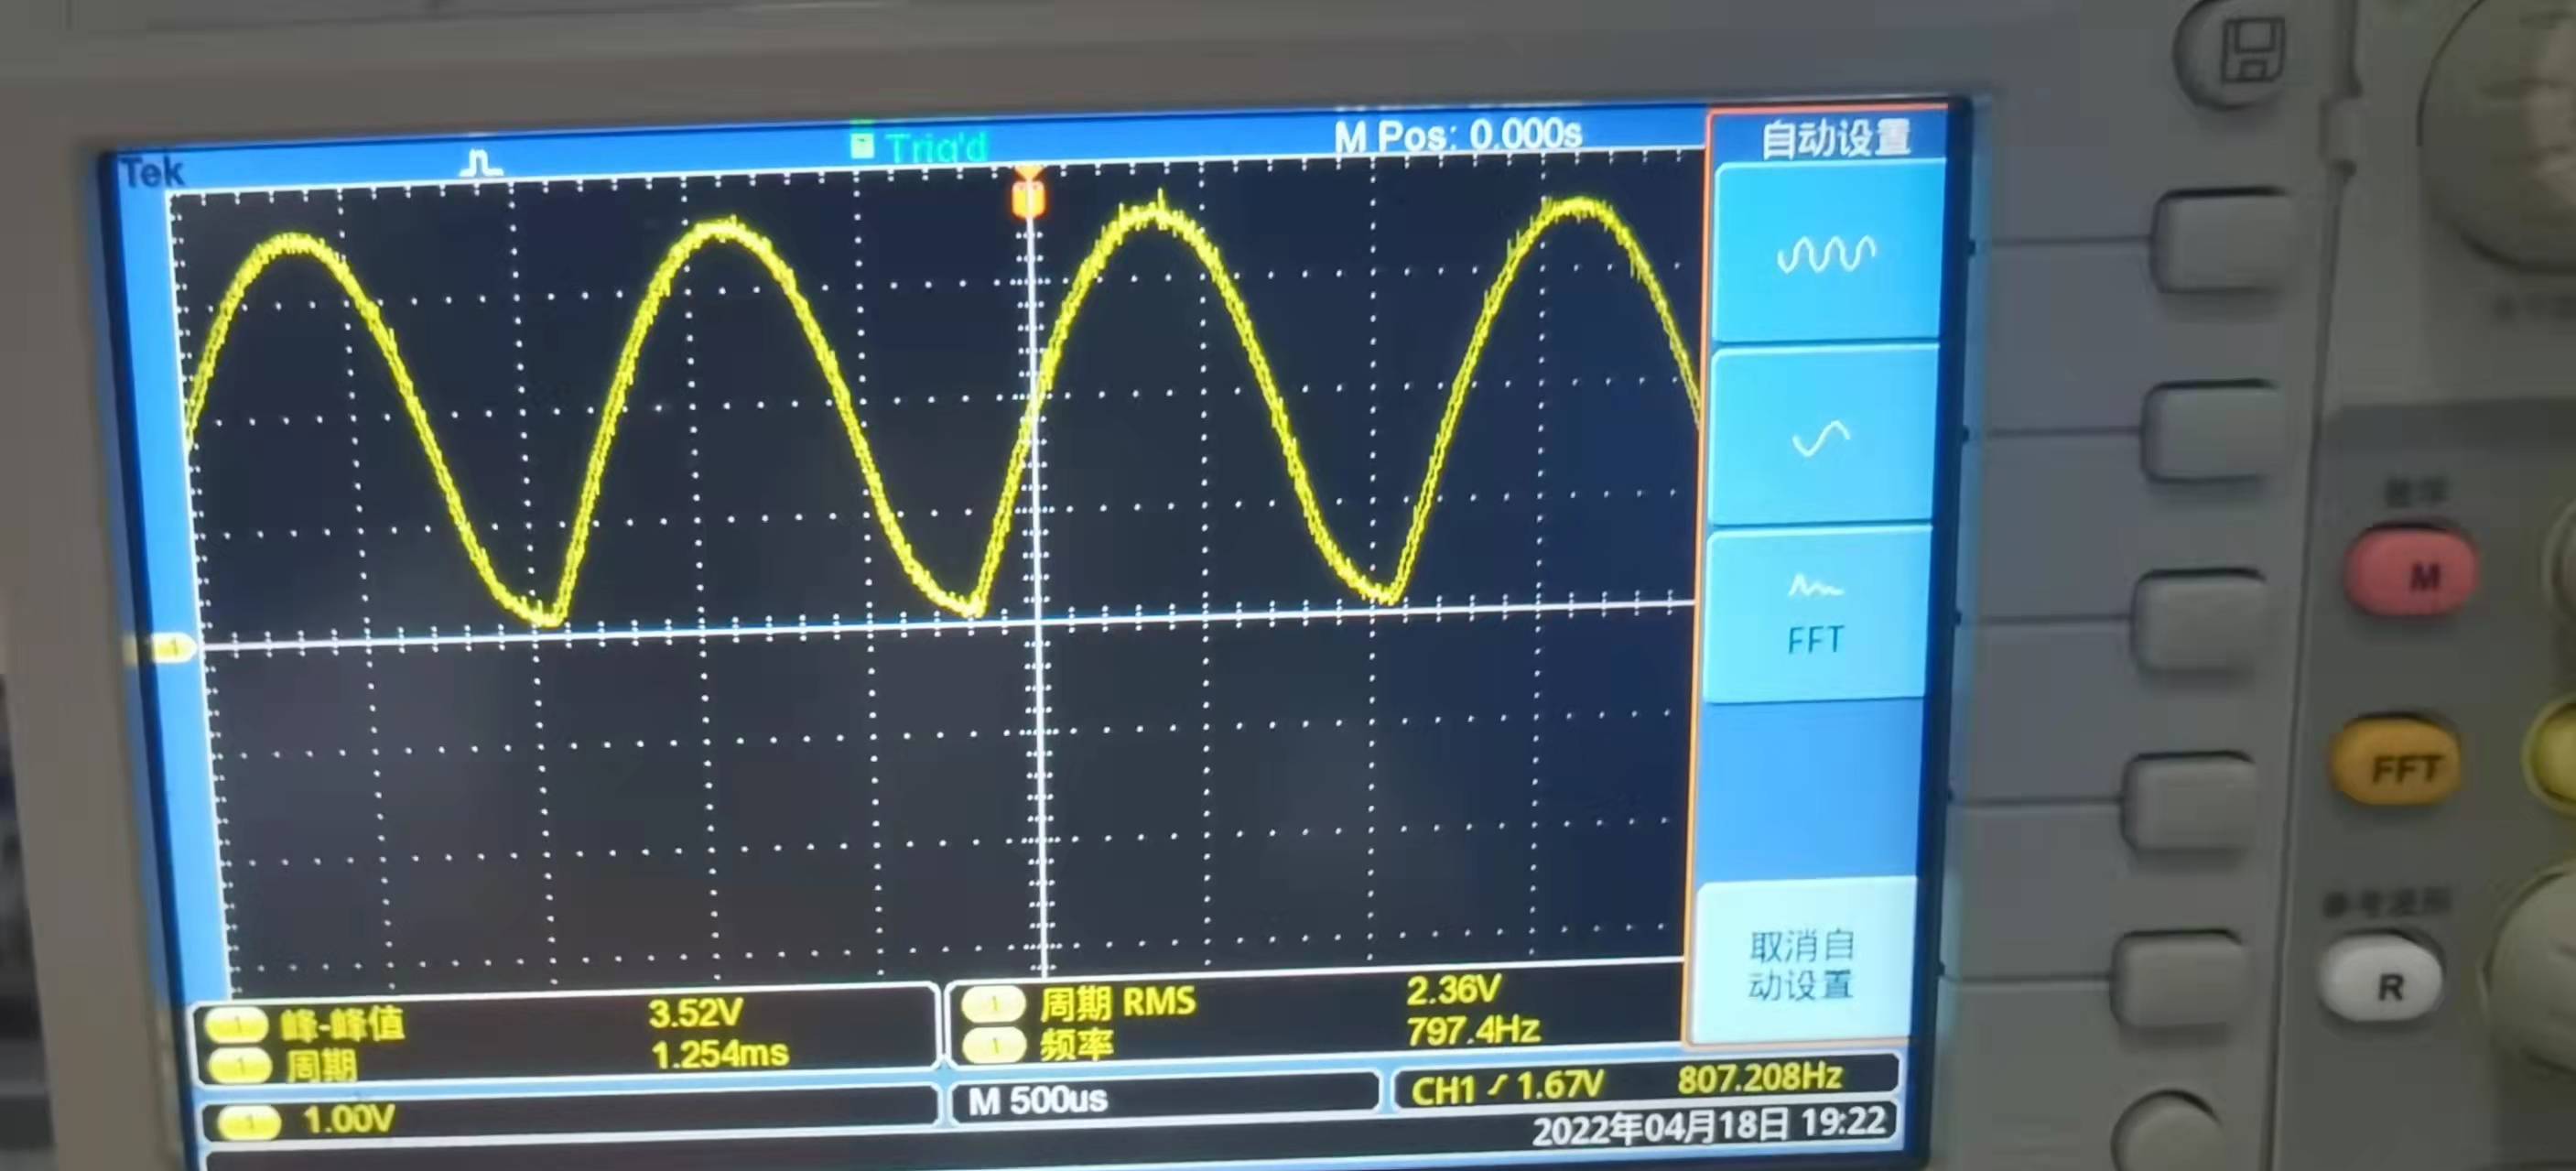 Tek
Trig'd
M Pos: 0.000s
自动设置
FFT
取消自
动设置
1 峰-峰值 3.52V
1 周期 1.254ms
1 周期 RMS 2.36V
1 频率 797.4Hz
1 1.00V
M 500us
CH1 1.67V 807.208Hz
2022年04月18日 19:22
M
FFT
R